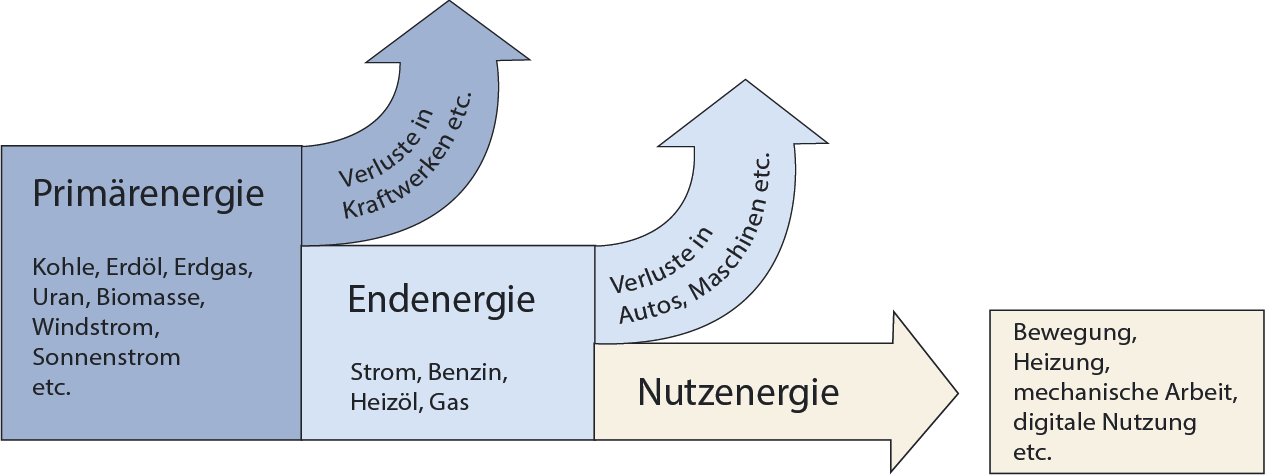 Primärenergie
Kohle, Erdöl, Erdgas,
Uran, Biomasse,
Windstrom,
Sonnenstrom
etc.
Verluste in
Kraftwerken etc.
Endenergie
Strom, Benzin,
Heizöl, Gas
Verluste in
Autos, Maschinen etc.
Nutzenergie
Bewegung,
Heizung,
mechanische Arbeit,
digitale Nutzung
etc.